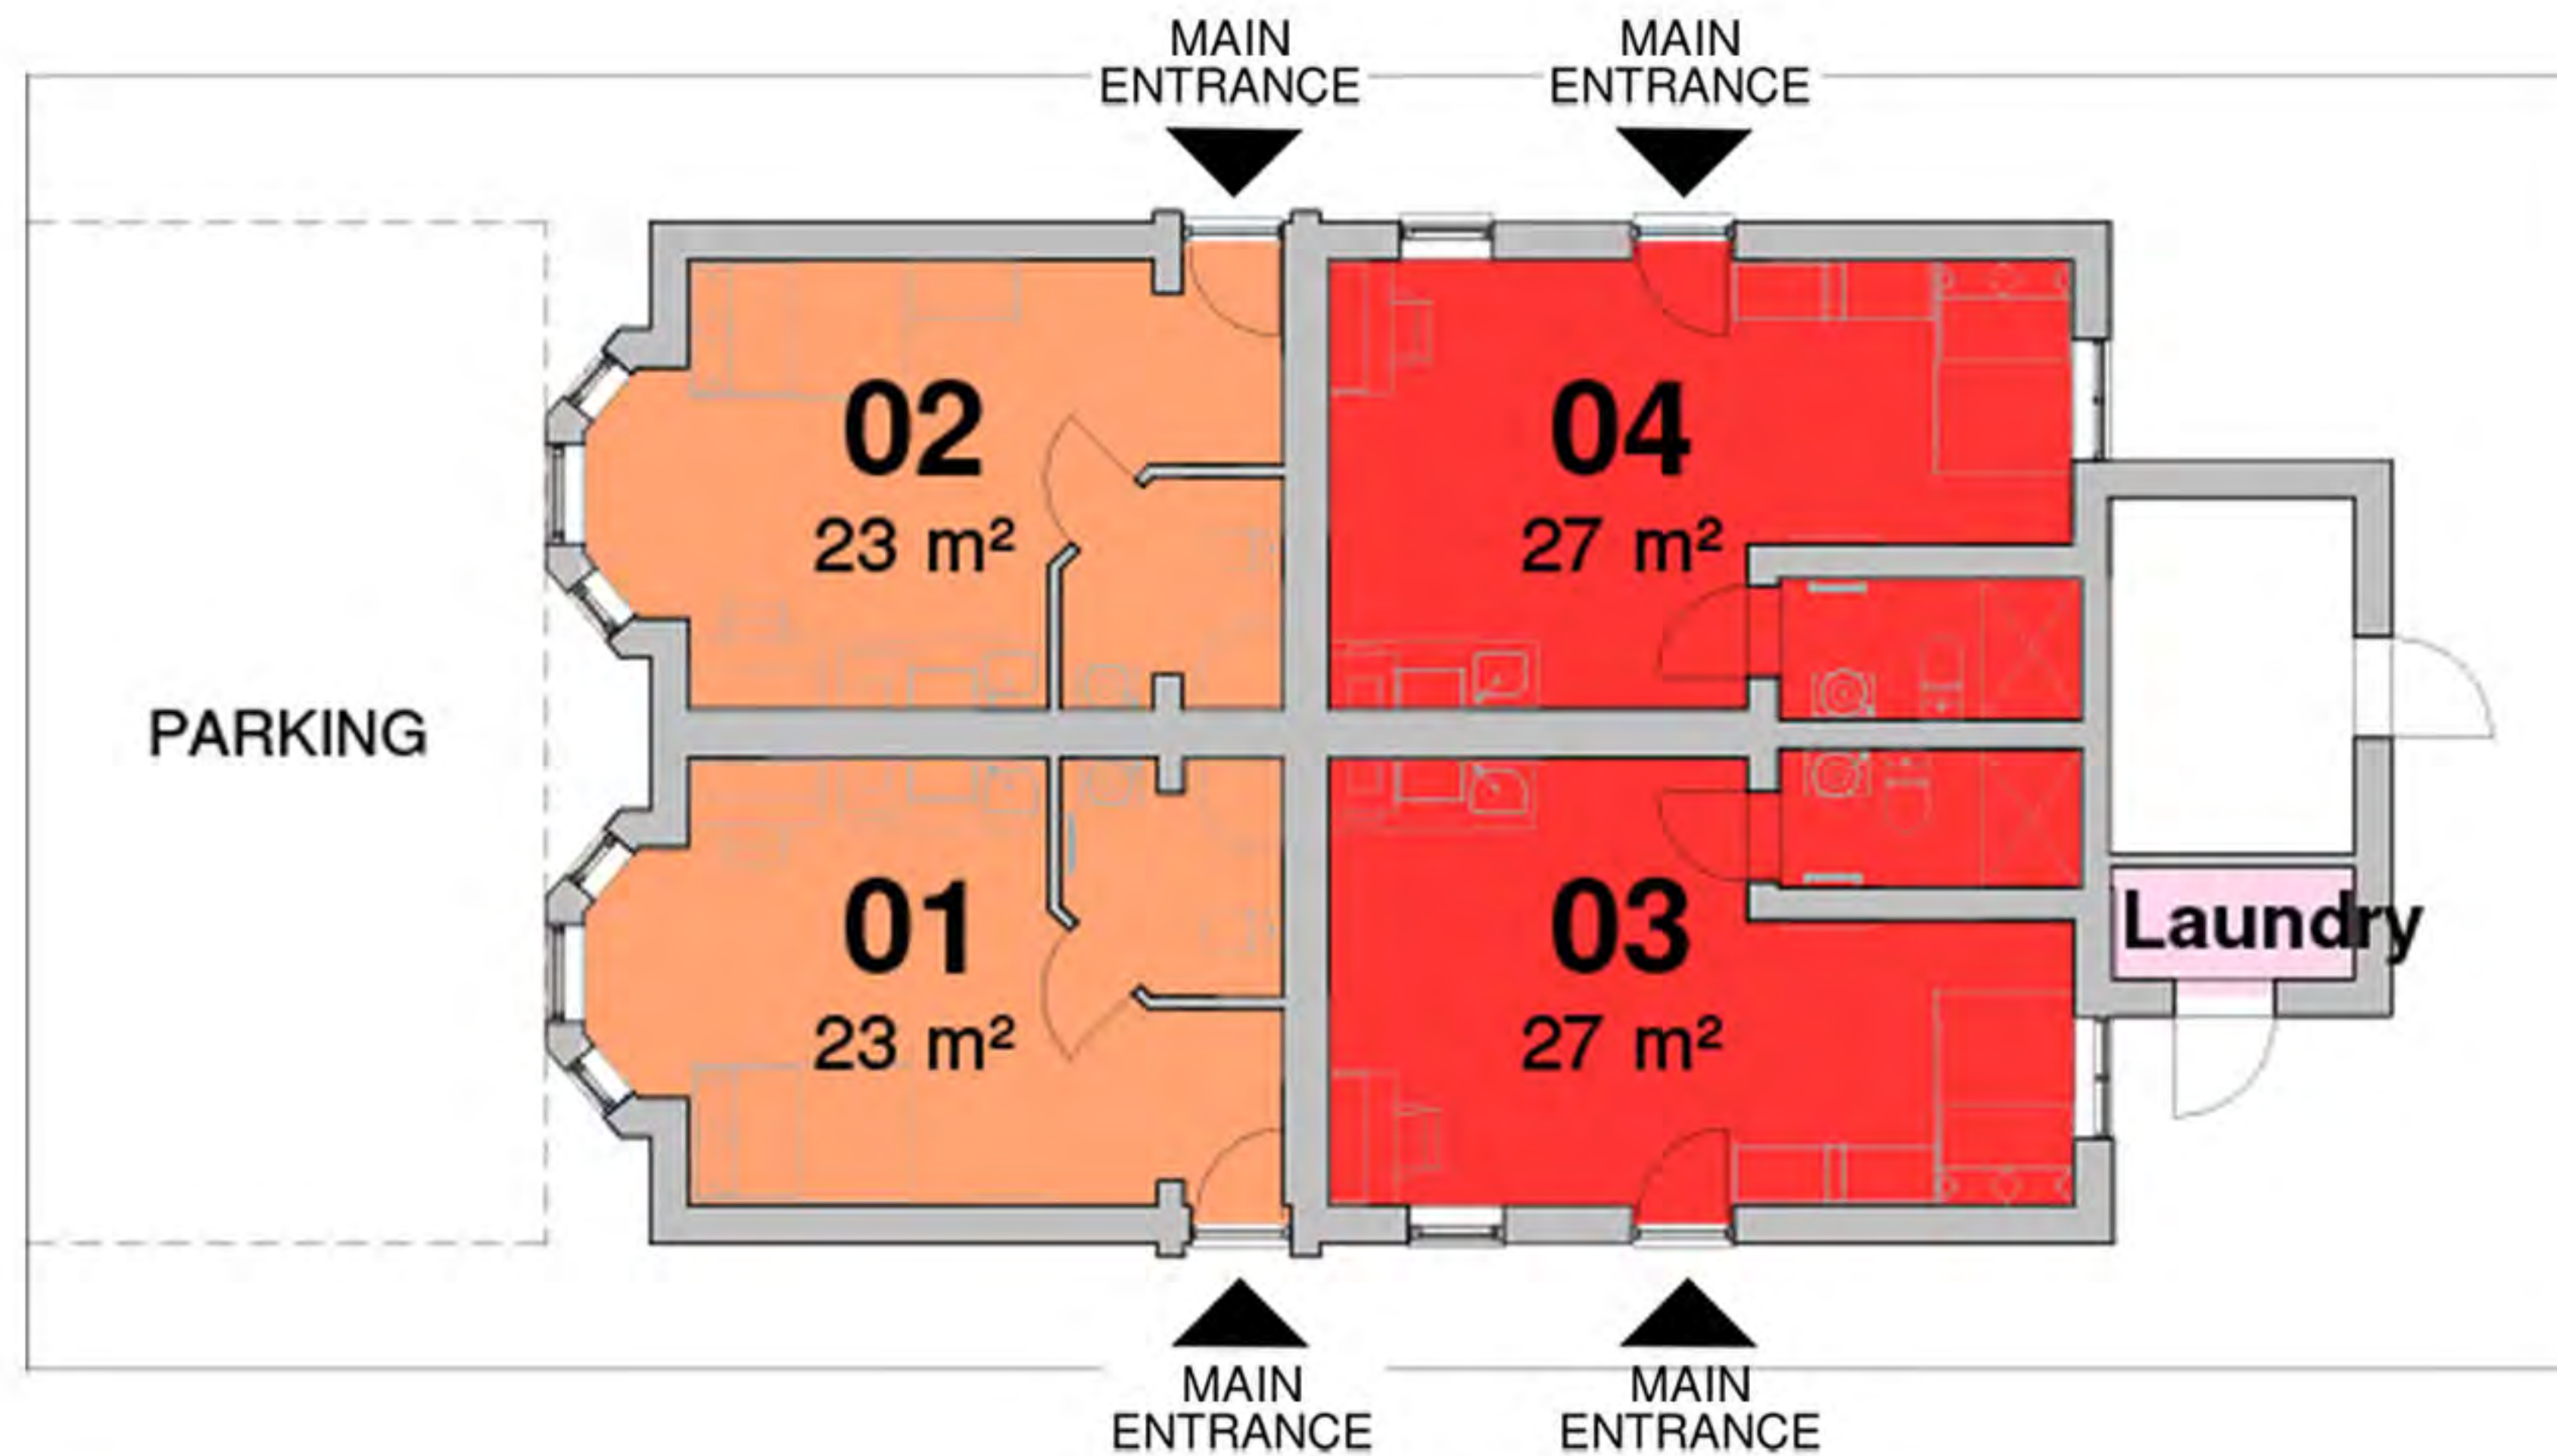 MAIN
ENTRANCE
MAIN
ENTRANCE
02
23 m²
04
27 m²
PARKING
01
23 m²
03
27 m²
Laundry
MAIN
ENTRANCE
MAIN
ENTRANCE